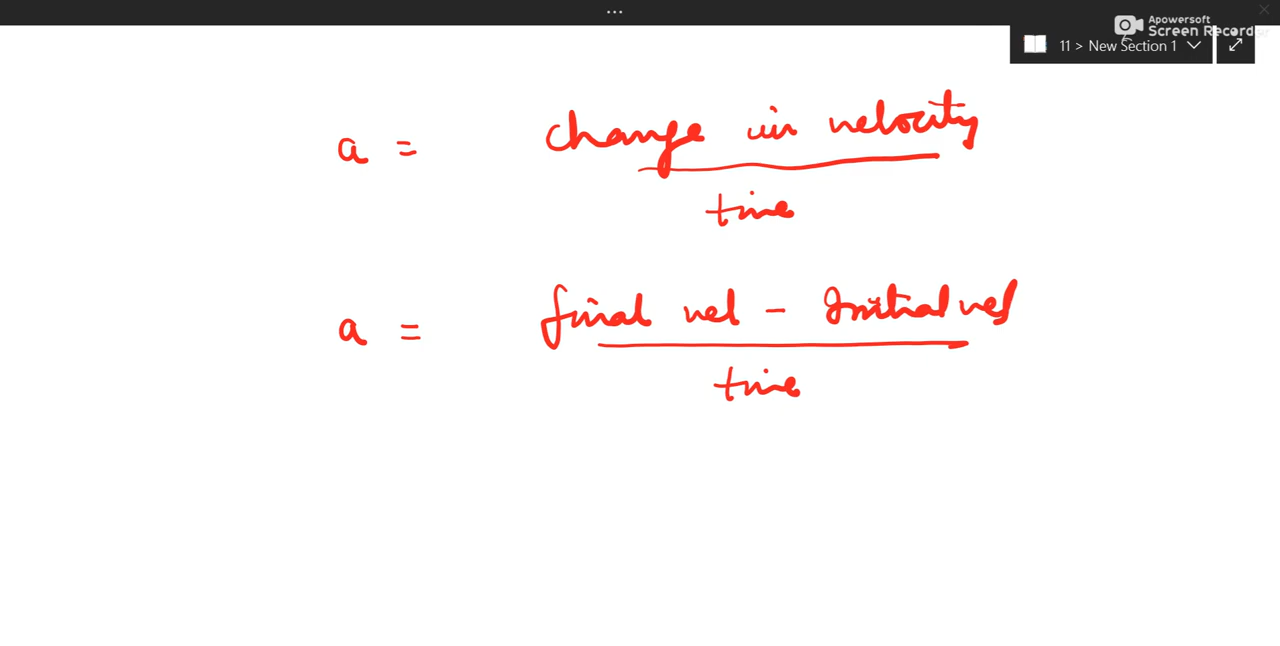 ...
Apowersoft
Screen Recorder
11 > New Section 1
a = change in velocity
time
a = final vel - Initial vel
time